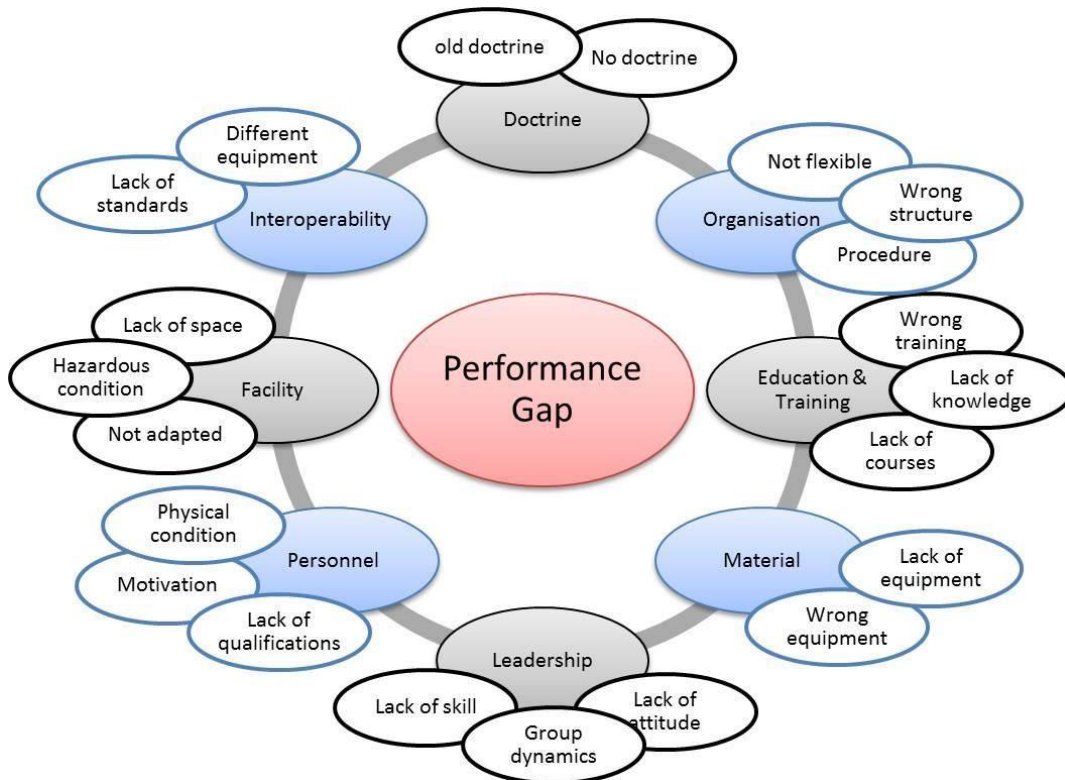 old doctrine
No doctrine
Doctrine
Different
equipment
Lack of
standards
Interoperability
Not flexible
Wrong
structure
Organisation
Procedure
Lack of space
Hazardous
condition
Facility
Not adapted
Performance
Gap
Wrong
training
Education &
Training
Lack of
knowledge
Lack of
courses
Physical
condition
Motivation
Personnel
Lack of
qualifications
Material
Lack of
equipment
Wrong
equipment
Leadership
Lack of skill
Group
dynamics
Lack of
attitude